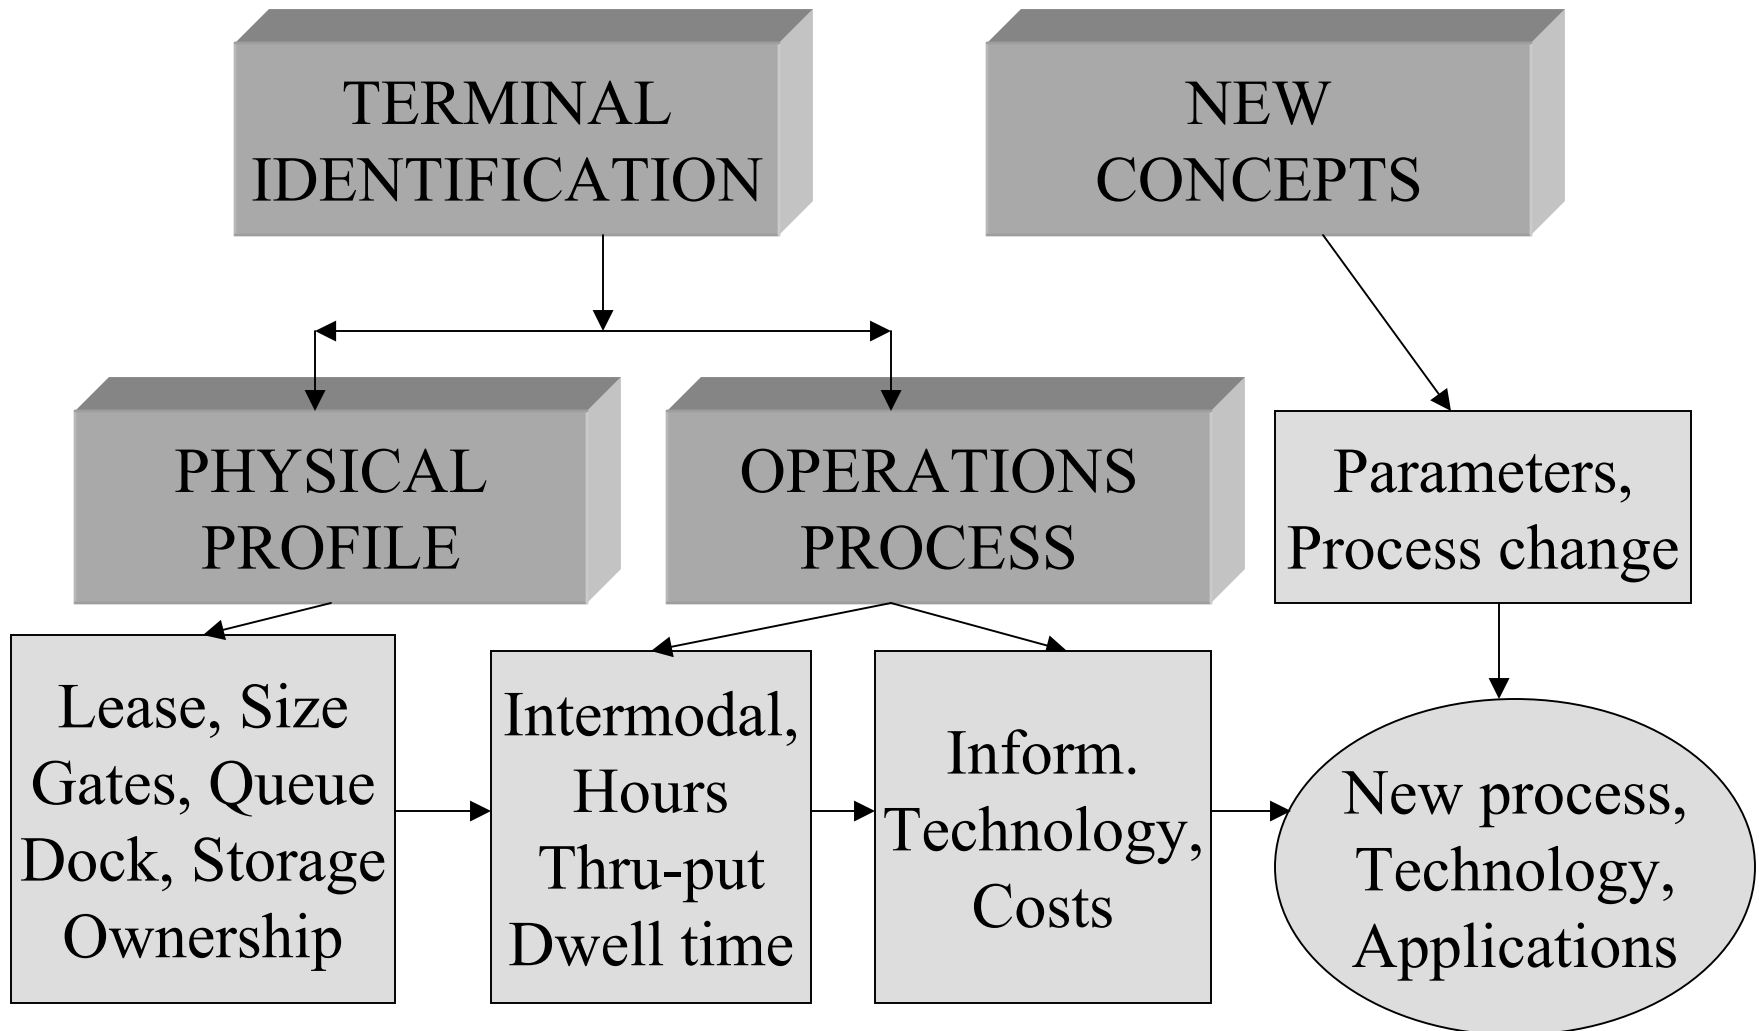 TERMINAL
IDENTIFICATION
NEW
CONCEPTS
PHYSICAL
PROFILE
OPERATIONS
PROCESS
Parameters,
Process change
Lease, Size
Gates, Queue
Dock, Storage
Ownership
Intermodal,
Hours
Thru-put
Dwell time
Inform.
Technology,
Costs
New process,
Technology,
Applications